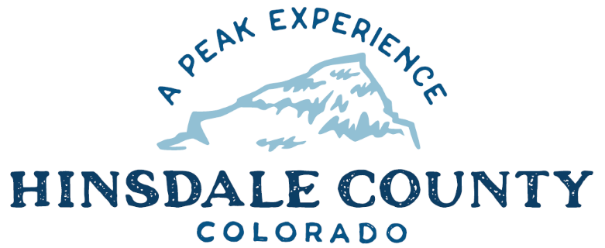 A PEAK EXPERIENCE
HINSDALE COUNTY
COLORADO